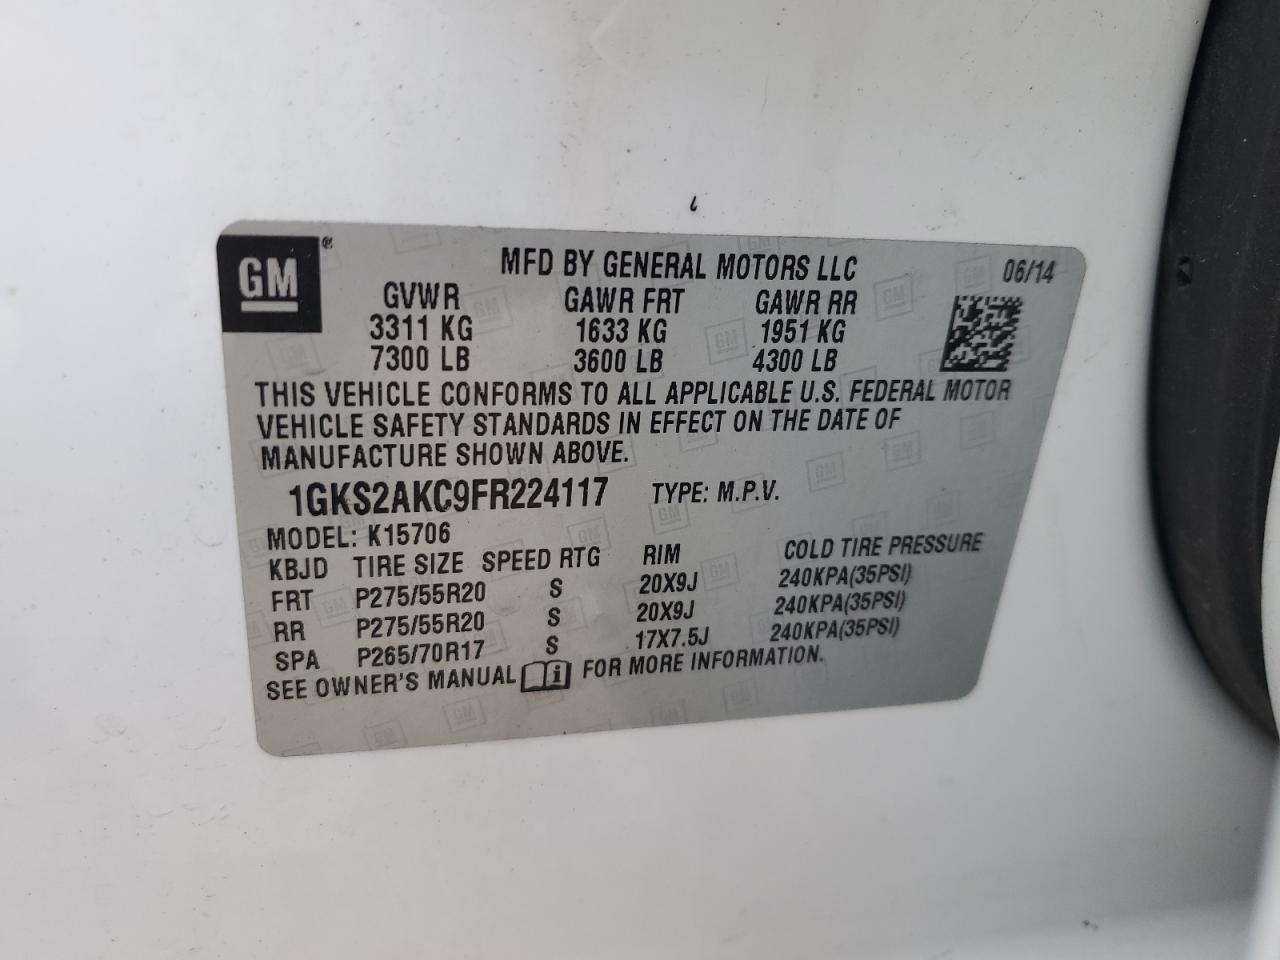 GM®
MFD BY GENERAL MOTORS LLC 06/14
GVWR GAWR FRT GAWR RR
3311 KG 1633 KG 1951 KG
7300 LB 3600 LB 4300 LB
THIS VEHICLE CONFORMS TO ALL APPLICABLE U.S. FEDERAL MOTOR
VEHICLE SAFETY STANDARDS IN EFFECT ON THE DATE OF
MANUFACTURE SHOWN ABOVE.
1GKS2AKC9FR224117 TYPE: M.P.V.
MODEL: K15706
KBJD TIRE SIZE SPEED RTG RIM COLD TIRE PRESSURE
FRT P275/55R20 S 20X9J 240KPA(35PSI)
RR P275/55R20 S 20X9J 240KPA(35PSI)
SPA P265/70R17 S 17X7.5J 240KPA(35PSI)
SEE OWNER'S MANUAL i FOR MORE INFORMATION.